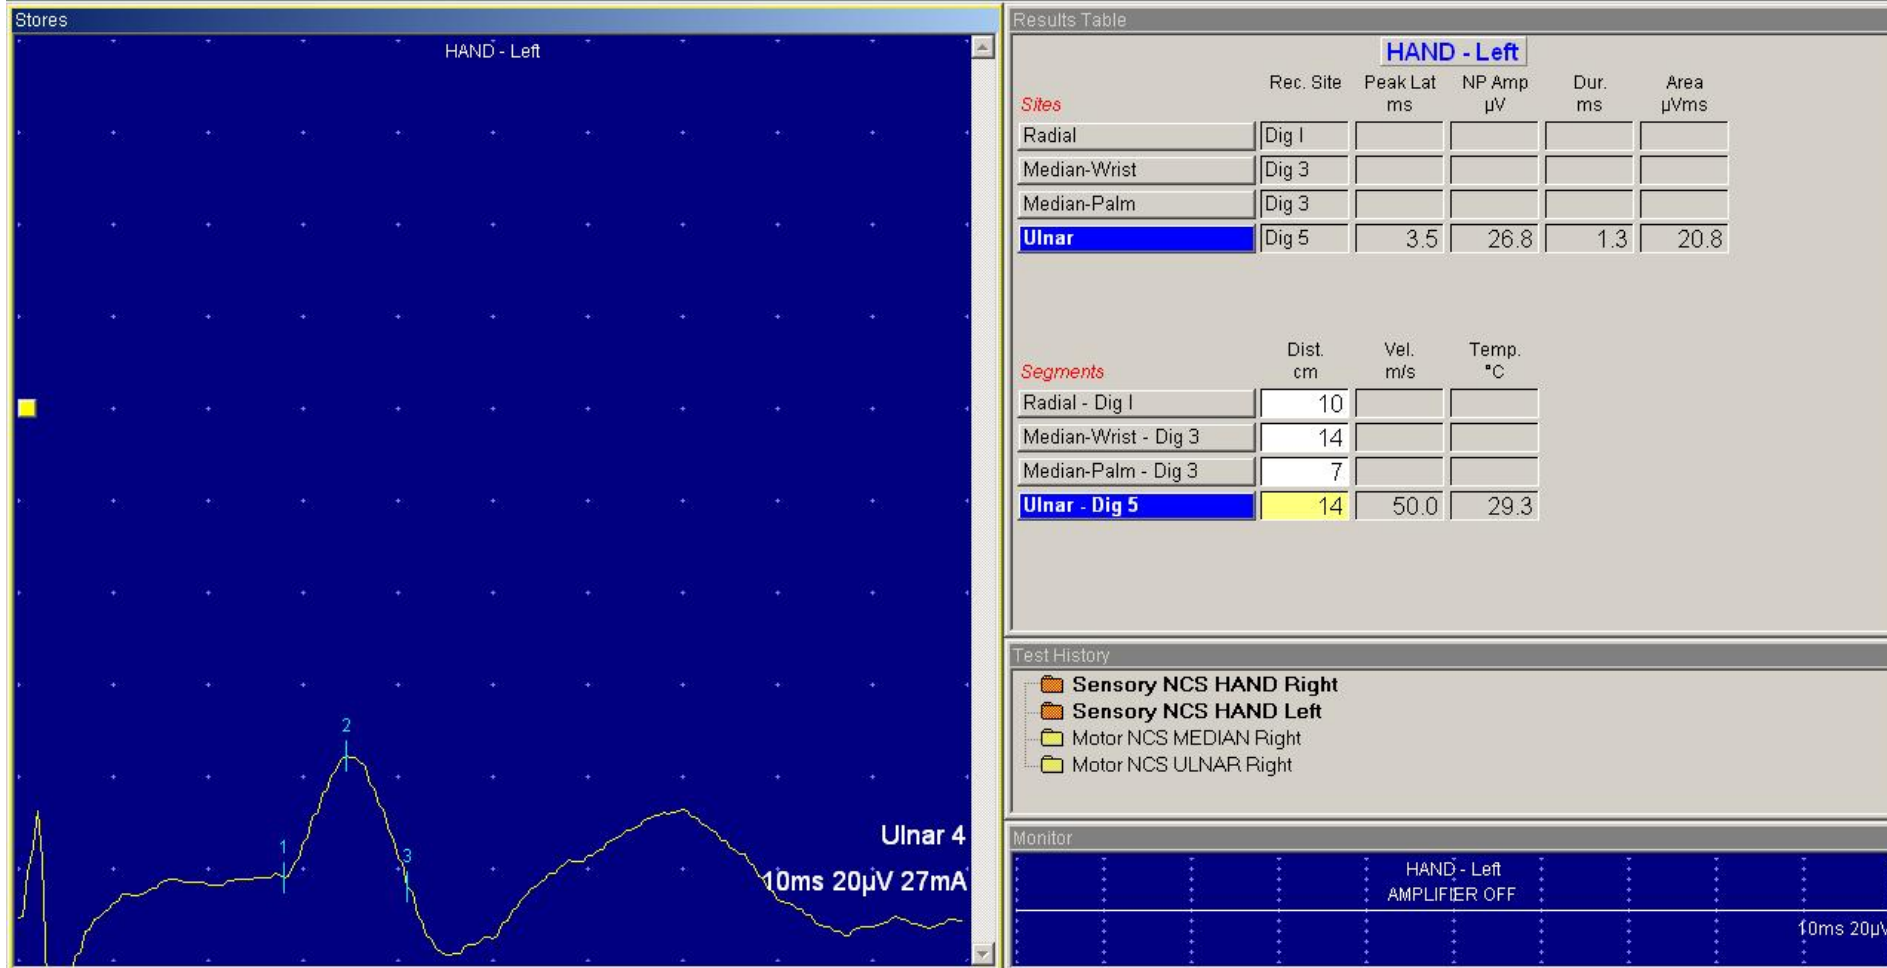 Stores
HAND - Left
2
1
3
Ulnar 4
10ms 20µV 27mA
Results Table
HAND - Left
Rec. Site Peak Lat NP Amp Dur. Area
Sites ms µV ms µVms
Radial Dig I
Median-Wrist Dig 3
Median-Palm Dig 3
Ulnar Dig 5 3.5 26.8 1.3 20.8
Dist. Vel. Temp.
Segments cm m/s °C
Radial - Dig I 10
Median-Wrist - Dig 3 14
Median-Palm - Dig 3 7
Ulnar - Dig 5 14 50.0 29.3
Test History
Sensory NCS HAND Right
Sensory NCS HAND Left
Motor NCS MEDIAN Right
Motor NCS ULNAR Right
Monitor
HAND - Left
AMPLIFIER OFF
10ms 20µV